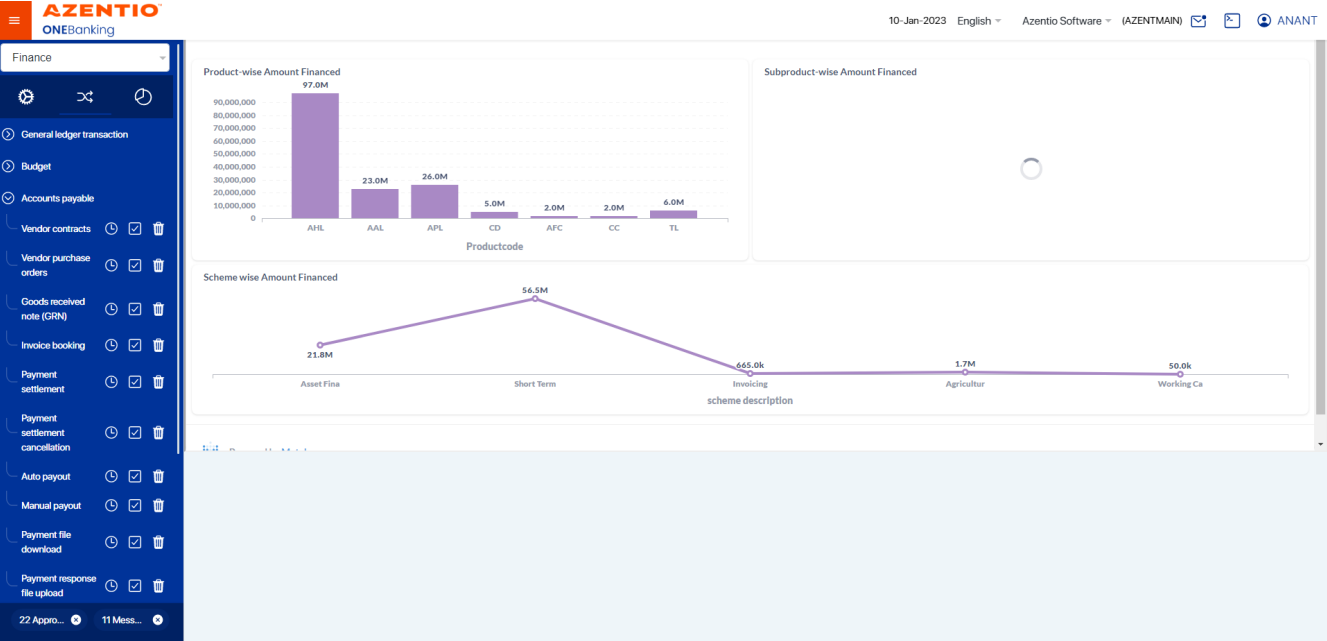 AZENTIO
ONEBanking
10-Jan-2023 English Azentio Software (AZENTMAIN) ANANT
Finance
General ledger transaction
Budget
Accounts payable
Vendor contracts
Vendor purchase
orders
Goods received
note (GRN)
Invoice booking
Payment
settlement
Payment
settlement
cancellation
Auto payout
Manual payout
Payment file
download
Payment response
file upload
22 Appro...
11 Mess...
Product-wise Amount Financed
97.0M
90,000,000
80,000,000
70,000,000
60,000,000
50,000,000
40,000,000
30,000,000
20,000,000
10,000,000
0
23.0M
26.0M
5.0M
2.0M
2.0M
6.0M
AHL AAL APL CD AFC CC TL
Productcode
Subproduct-wise Amount Financed
Scheme wise Amount Financed
56.5M
21.8M
665.0k
1.7M
50.0k
Asset Fina Short Term Invoicing Agricultur Working Ca
scheme description